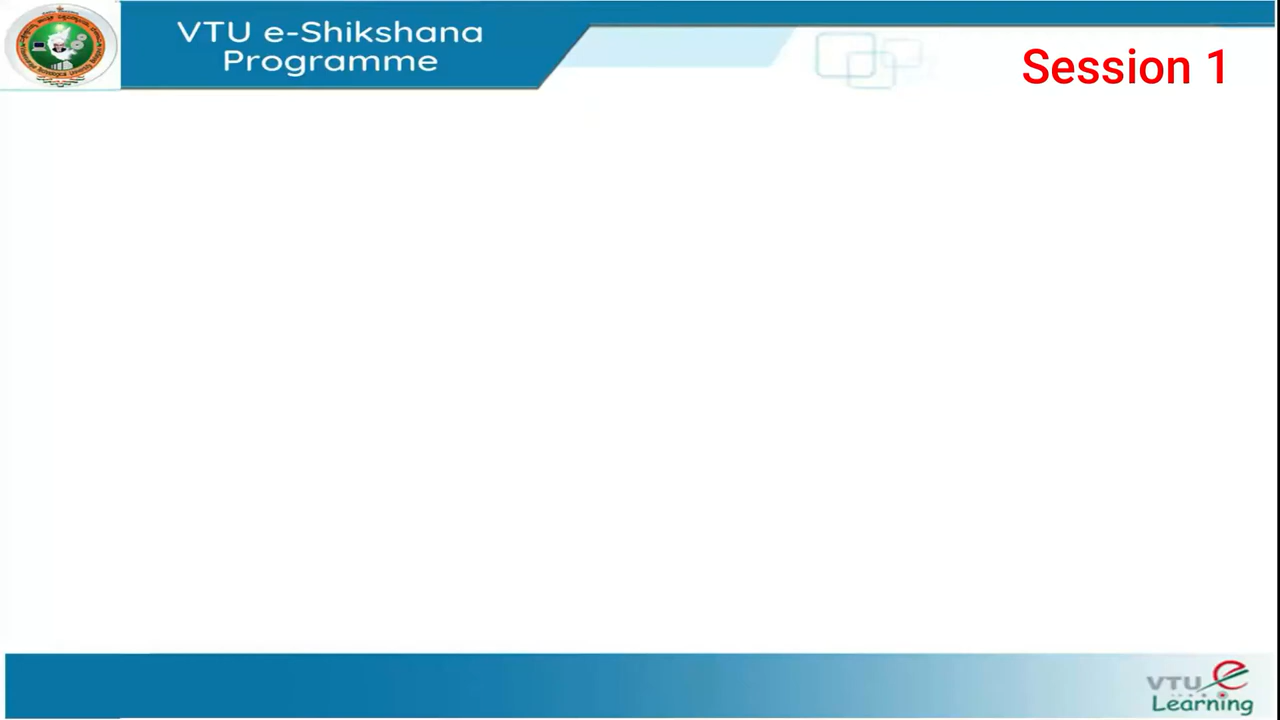 VTU e-Shikshana
Programme
Session 1
VTU e
Learning